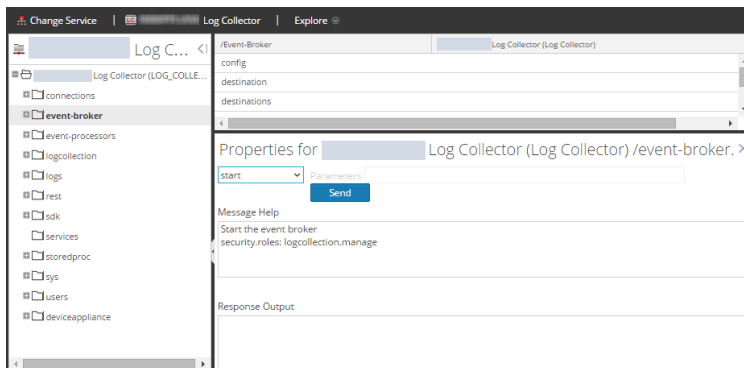 Change Service | Log Collector | Explore
Log C...
/Event-Broker Log Collector (Log Collector)
config
destination
destinations
Log Collector (LOG_COLLE...
connections
event-broker
event-processors
logcollection
logs
rest
sdk
services
storedproc
sys
users
deviceappliance
Properties for Log Collector (Log Collector) /event-broker.
start Parameters
Send
Message Help
Start the event broker
security.roles: logcollection.manage
Response Output